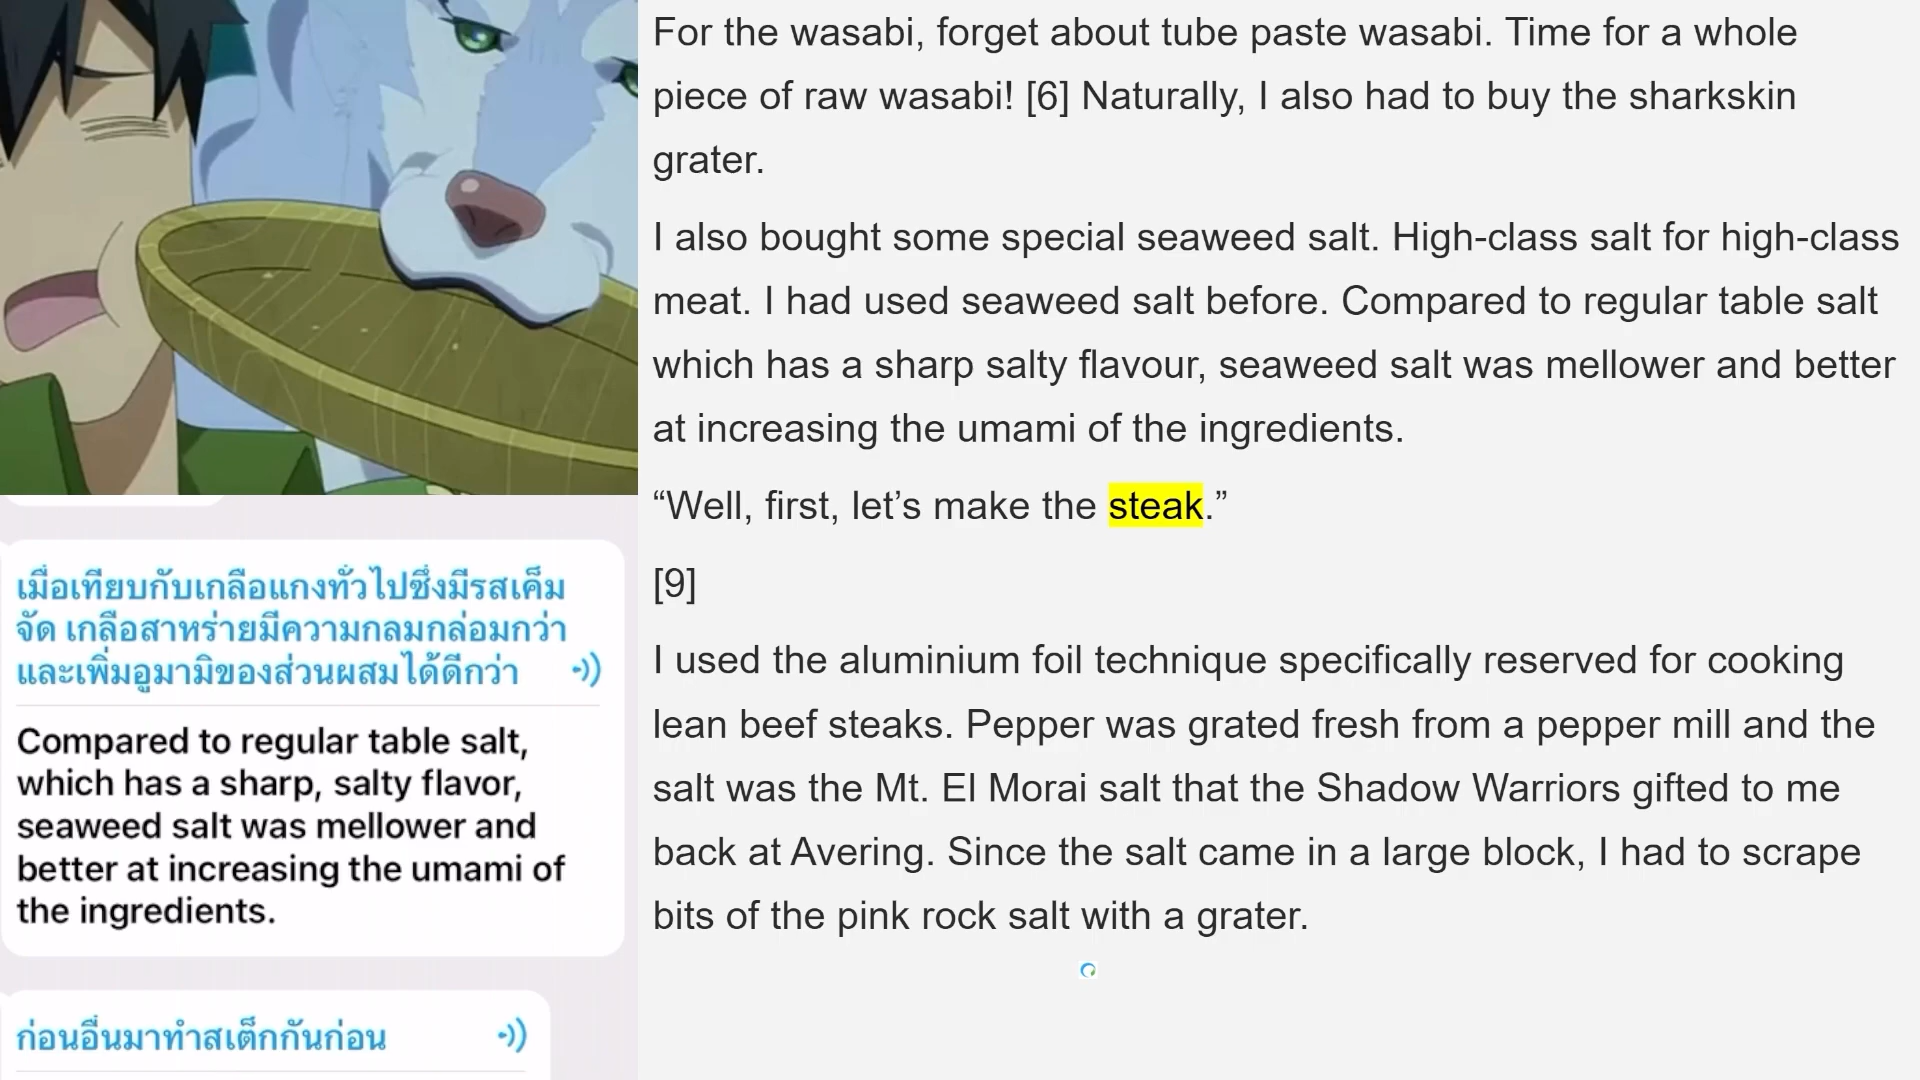 For the wasabi, forget about tube paste wasabi. Time for a whole
piece of raw wasabi! [6] Naturally, I also had to buy the sharkskin
grater.
I also bought some special seaweed salt. High-class salt for high-class
meat. I had used seaweed salt before. Compared to regular table salt
which has a sharp salty flavour, seaweed salt was mellower and better
at increasing the umami of the ingredients.
“Well, first, let’s make the steak.”
[9]
I used the aluminium foil technique specifically reserved for cooking
lean beef steaks. Pepper was grated fresh from a pepper mill and the
salt was the Mt. El Morai salt that the Shadow Warriors gifted to me
back at Avering. Since the salt came in a large block, I had to scrape
bits of the pink rock salt with a grater.
เมื่อเทียบกับเกลือแกงทั่วไปซึ่งมีรสเค็ม
จัด เกลือสาหร่ายมีความกลมกล่อมกว่า
และเพิ่มอูมามิของส่วนผสมได้ดีกว่า
Compared to regular table salt,
which has a sharp, salty flavor,
seaweed salt was mellower and
better at increasing the umami of
the ingredients.
ก่อนอื่นมาทำสเต็กกันก่อน